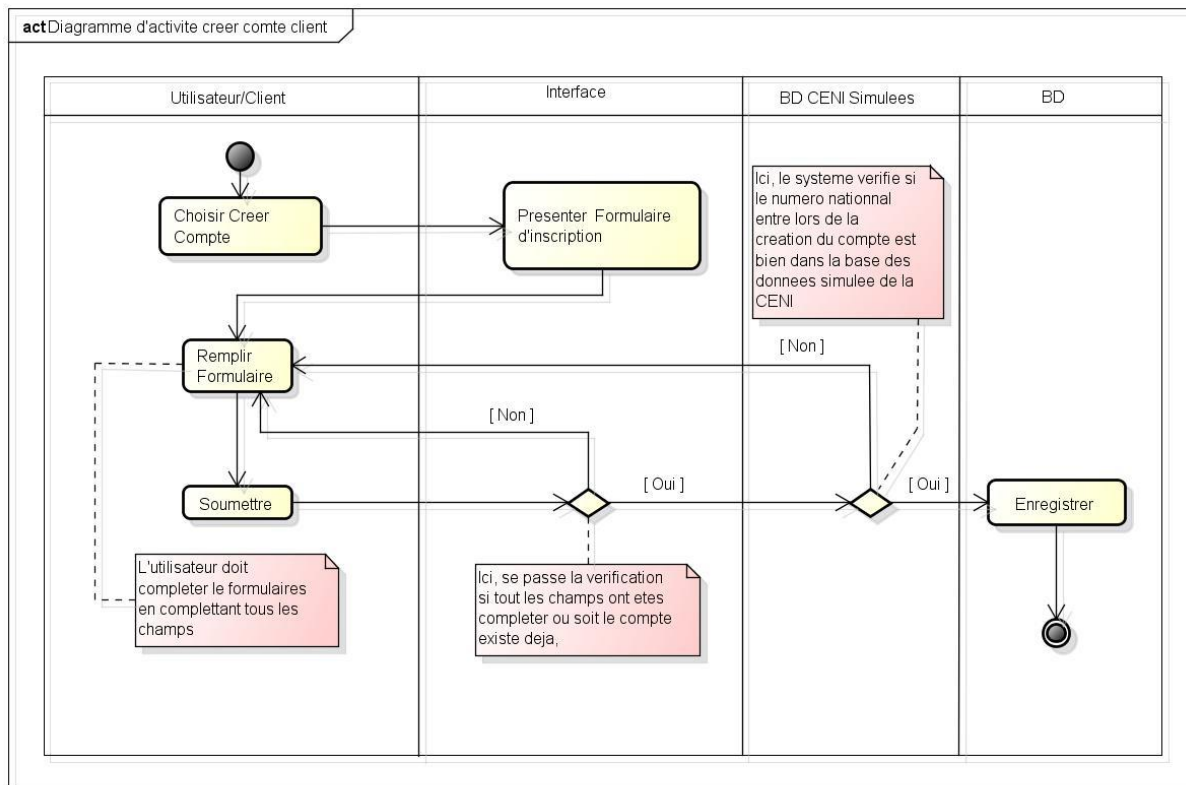 act Diagramme d'activite creer comte client
Utilisateur/Client
Interface
BD CENI Simulees
BD
Choisir Creer
Compte
Presenter Formulaire
d'inscription
Ici, le systeme verifie si
le numero nationnal
entre lors de la
creation du compte est
bien dans la base des
donnees simulee de la
CENI
Remplir
Formulaire
[ Non ]
[ Non ]
Soumettre
[ Oui ]
[ Oui ]
Enregistrer
L'utilisateur doit
completer le formulaires
en complettant tous les
champs
Ici, se passe la verification
si tout les champs ont etes
completer ou soit le compte
existe deja,